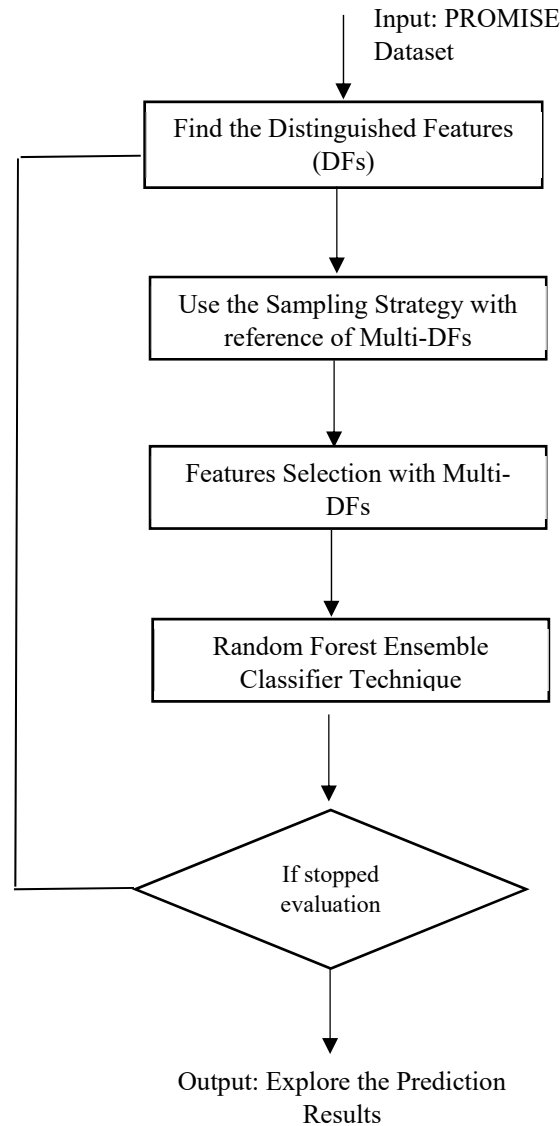 Input: PROMISE
Dataset
Find the Distinguished Features
(DFs)
Use the Sampling Strategy with
reference of Multi-DFs
Features Selection with Multi-
DFs
Random Forest Ensemble
Classifier Technique
If stopped
evaluation
Output: Explore the Prediction
Results